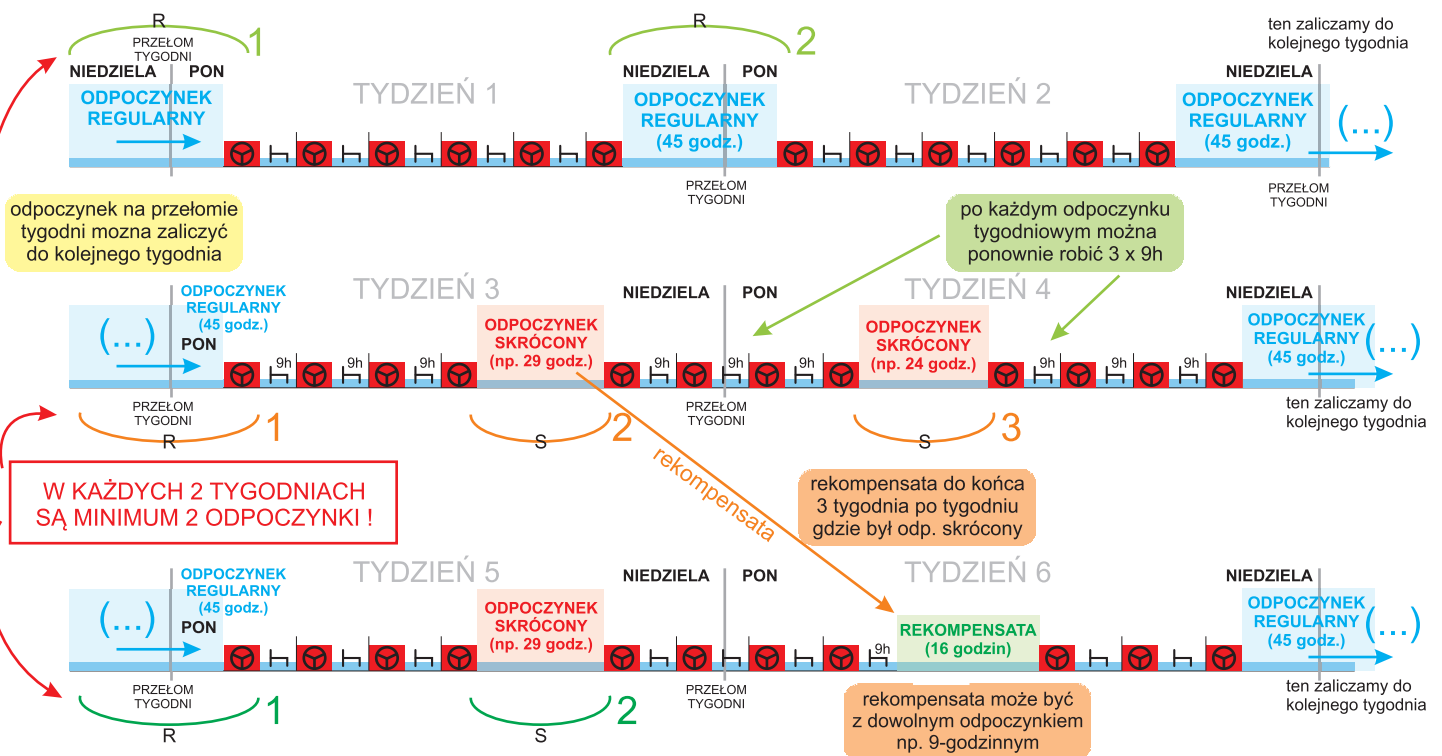 R
1
PRZEŁOM
TYGODNI
NIEDZIELA PON
ODPOCZYNEK
REGULARNY
TYDZIEŃ 1
R
2
NIEDZIELA PON
ODPOCZYNEK
REGULARNY
(45 godz.)
PRZEŁOM
TYGODNI
TYDZIEŃ 2
ten zaliczamy do
kolejnego tygodnia
NIEDZIELA
ODPOCZYNEK
REGULARNY
(45 godz.)
(...)
PRZEŁOM
TYGODNI
odpoczynek na przełomie
tygodni mozna zaliczyć
do kolejnego tygodnia
po każdym odpoczynku
tygodniowym można
ponownie robić 3 x 9h
(...)
ODPOCZYNEK
REGULARNY
(45 godz.)
PON
PRZEŁOM
TYGODNI
R
1
TYDZIEŃ 3
9h
9h
9h
ODPOCZYNEK
SKRÓCONY
(np. 29 godz.)
S
2
NIEDZIELA PON
9h
9h
9h
PRZEŁOM
TYGODNI
TYDZIEŃ 4
ODPOCZYNEK
SKRÓCONY
(np. 24 godz.)
S
3
9h
9h
9h
NIEDZIELA
ODPOCZYNEK
REGULARNY
(45 godz.)
(...)
ten zaliczamy do
kolejnego tygodnia
W KAŻDYCH 2 TYGODNIACH
SĄ MINIMUM 2 ODPOCZYNKI !
rekompensata
rekompensata do końca
3 tygodnia po tygodniu
gdzie był odp. skrócony
(...)
ODPOCZYNEK
REGULARNY
(45 godz.)
PON
PRZEŁOM
TYGODNI
R
1
TYDZIEŃ 5
ODPOCZYNEK
SKRÓCONY
(np. 29 godz.)
S
2
NIEDZIELA PON
PRZEŁOM
TYGODNI
TYDZIEŃ 6
9h
REKOMPENSATA
(16 godzin)
rekompensata może być
z dowolnym odpoczynkiem
np. 9-godzinnym
NIEDZIELA
ODPOCZYNEK
REGULARNY
(45 godz.)
(...)
ten zaliczamy do
kolejnego tygodnia